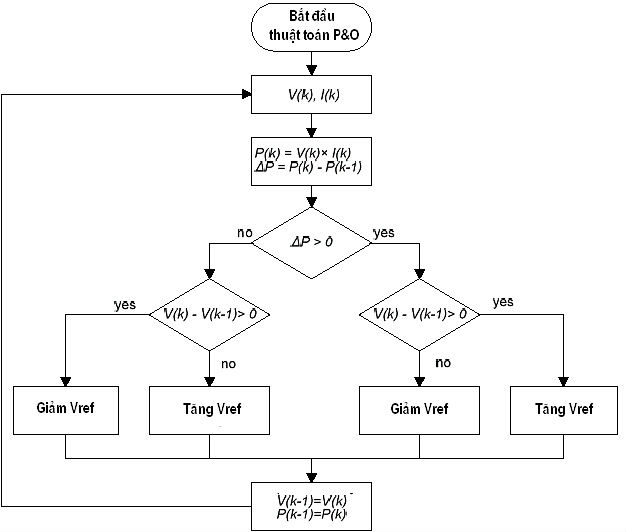 Bắt đầu
thuật toán P&O
V(k), I(k)
P(k) = V(k)× I(k)
ΔP = P(k) - P(k-1)
no
ΔP > 0
yes
yes
V(k) - V(k-1)> 0
V(k) - V(k-1)> 0
yes
no
no
Giảm Vref
Tăng Vref
Giảm Vref
Tăng Vref
V(k-1)=V(k)
P(k-1)=P(k)